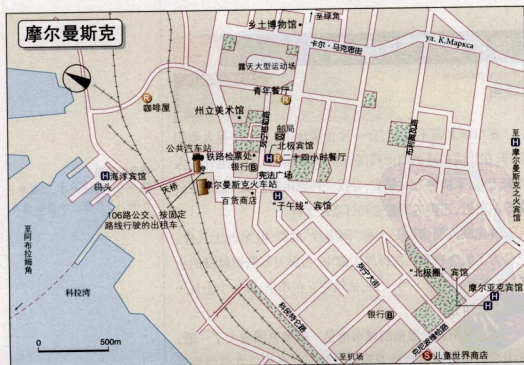 摩尔曼斯克
乡土博物馆
至绿角
卡尔·马克思街
ул. К.Маркса
露天大型运动场
青年餐厅
R
R
咖啡屋
州立美术馆
邮局
北极宾馆
公共汽车站
铁路检票处
H
R
二十四小时餐厅
银行
B
宪法广场
H
海洋宾馆
码头
天桥
摩尔曼斯克火车站
百货商店
H
"子午线"宾馆
106路公交、按固定
路线行驶的出租车
H
至摩尔曼斯克之火宾馆
至阿布拉姆角
科拉湾
列宁大街
"北极圈"宾馆
H
摩尔亚克宾馆
H
银行
B
0
500m
至机场
S
儿童世界商店